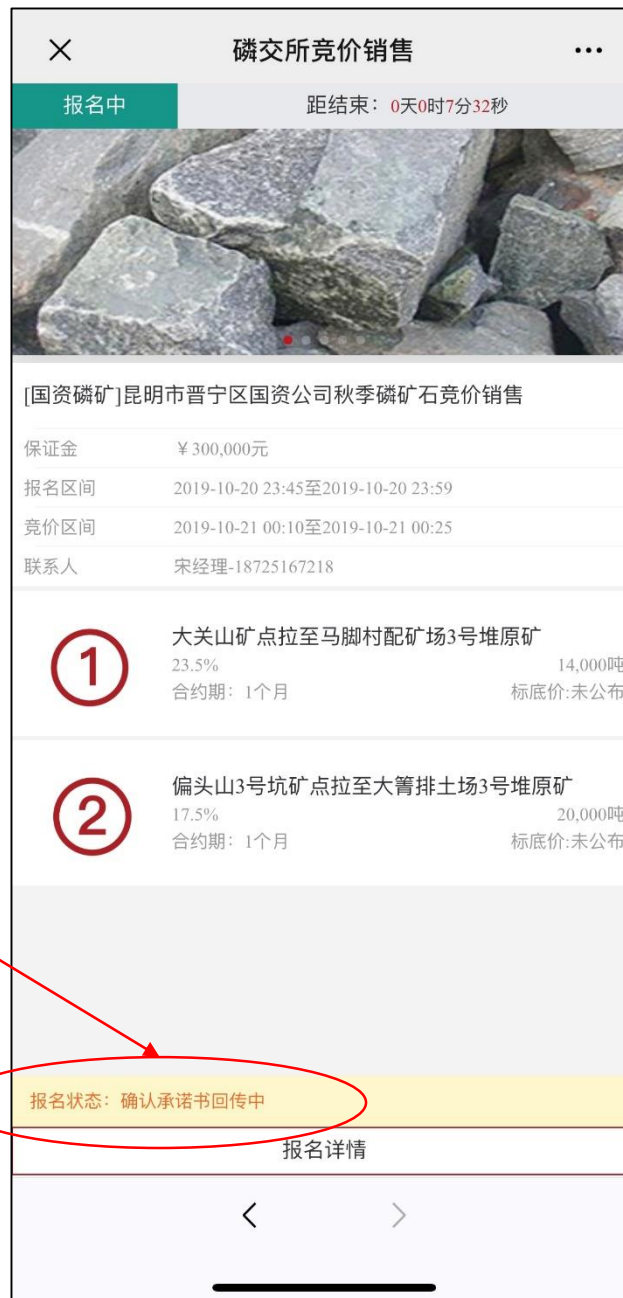 磷交所竞价销售
报名中 距结束：0天0时7分32秒
[国资磷矿]昆明市晋宁区国资公司秋季磷矿石竞价销售
保证金 ¥300,000元
报名区间 2019-10-20 23:45至2019-10-20 23:59
竞价区间 2019-10-21 00:10至2019-10-21 00:25
联系人 宋经理-18725167218
1 大关山矿点拉至马脚村配矿场3号堆原矿
23.5% 14,000吨
合约期：1个月 标底价:未公布
2 偏头山3号坑矿点拉至大箐排土场3号堆原矿
17.5% 20,000吨
合约期：1个月 标底价:未公布
报名状态：确认承诺书回传中
报名详情